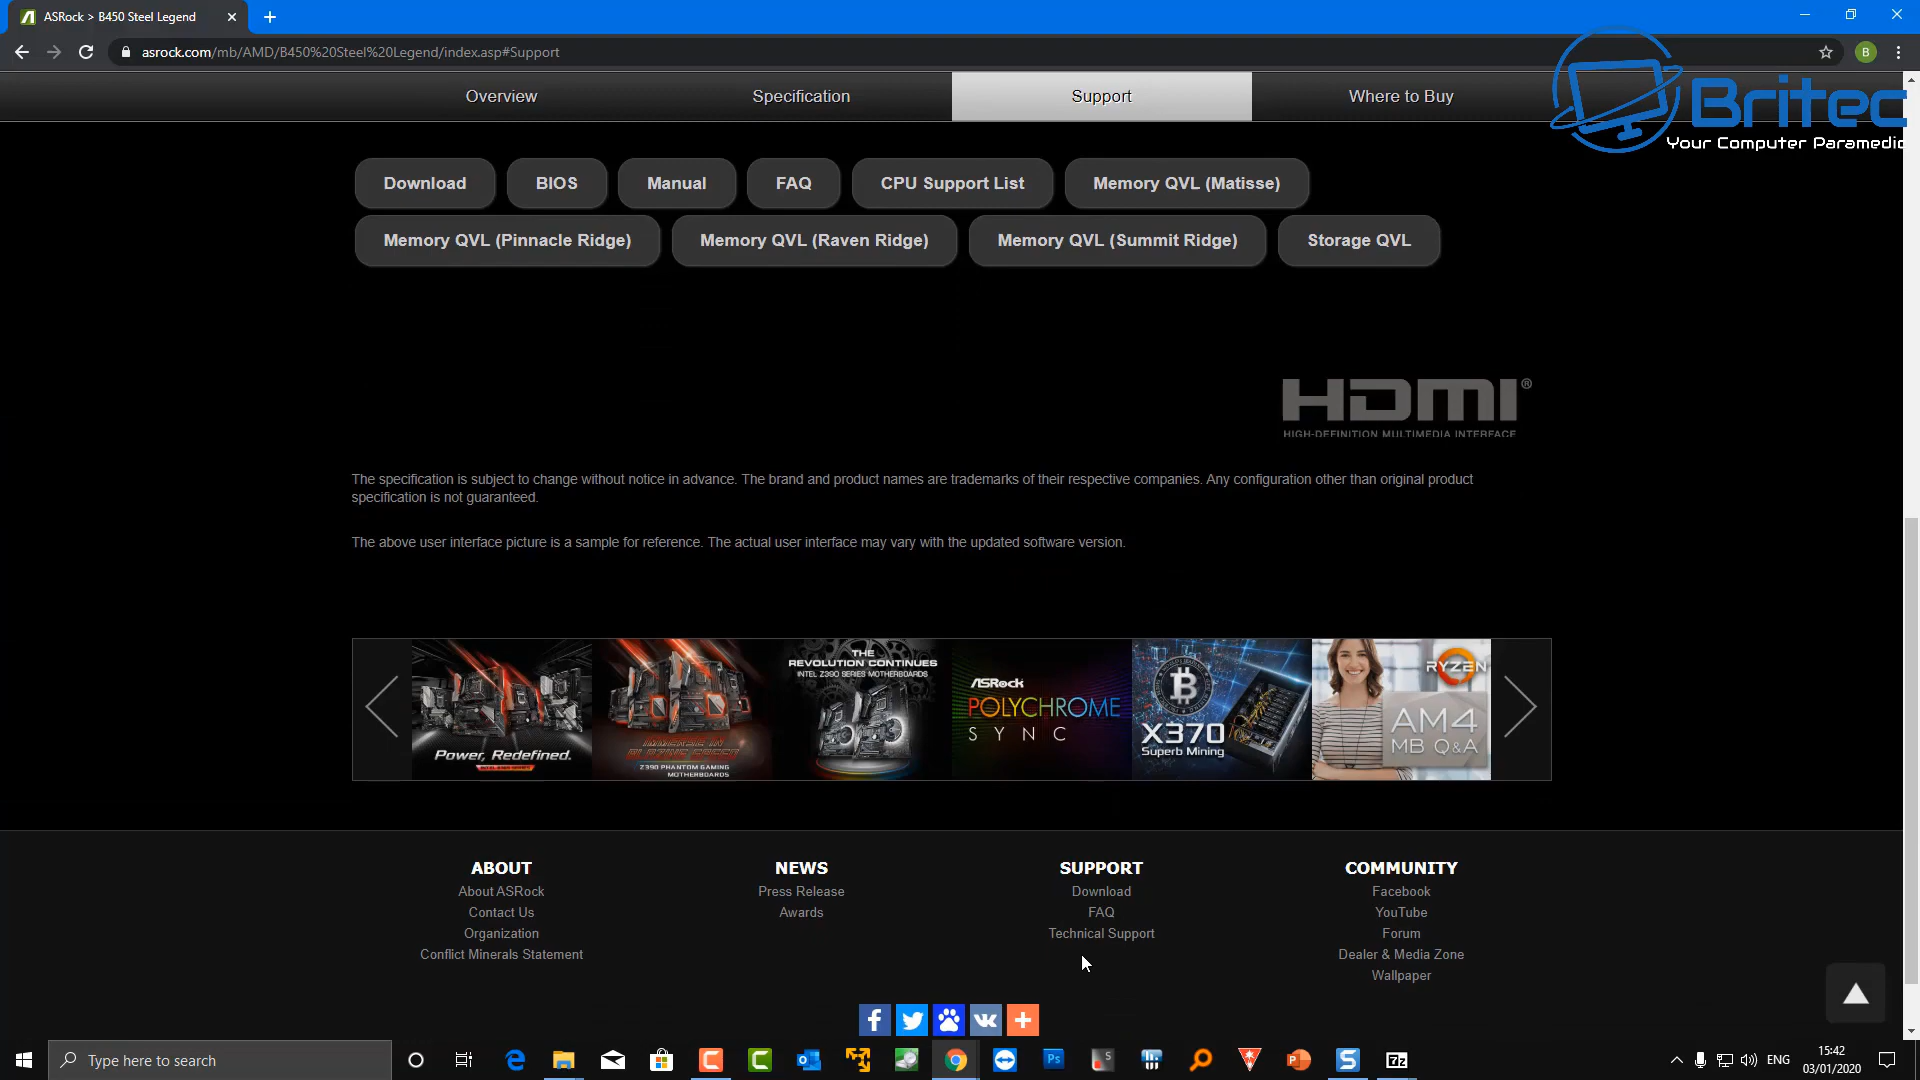 ASRock > B450 Steel Legend
asrock.com/mb/AMD/B450%20Steel%20Legend/index.asp#Support
B
Overview
Specification
Support
Where to Buy
Britec
Your Computer Paramedic
Download
BIOS
Manual
FAQ
CPU Support List
Memory QVL (Matisse)
Memory QVL (Pinnacle Ridge)
Memory QVL (Raven Ridge)
Memory QVL (Summit Ridge)
Storage QVL
HDMI®
HIGH-DEFINITION MULTIMEDIA INTERFACE
The specification is subject to change without notice in advance. The brand and product names are trademarks of their respective companies. Any configuration other than original product
specification is not guaranteed.
The above user interface picture is a sample for reference. The actual user interface may vary with the updated software version.
Power, Redefined.
Z390 PHANTOM GAMING
MOTHERBOARDS
THE
REVOLUTION CONTINUES
INTEL Z390 SERIES MOTHERBOARDS
ASRock
POLYCHROME
SYNC
X370
Superb Mining
RYZEN
AM4
MB Q&A
ABOUT
About ASRock
Contact Us
Organization
Conflict Minerals Statement
NEWS
Press Release
Awards
SUPPORT
Download
FAQ
Technical Support
COMMUNITY
Facebook
YouTube
Forum
Dealer & Media Zone
Wallpaper
Type here to search
ENG
15:42
03/01/2020